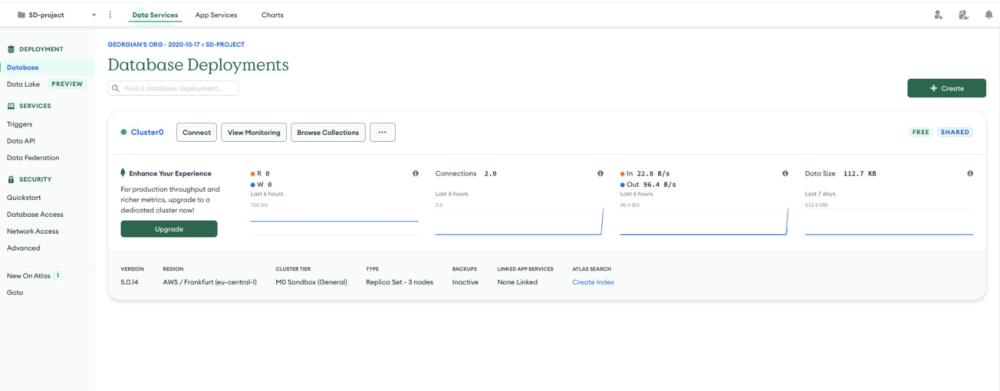 SD-project
Data Services
App Services
Charts
DEPLOYMENT
Database
Data Lake PREVIEW
SERVICES
Triggers
Data API
Data Federation
SECURITY
Quickstart
Database Access
Network Access
Advanced
New On Atlas 1
Goto
GEORGIAN'S ORG - 2020-10-17 > SD-PROJECT
Database Deployments
Find a database deployment...
+ Create
Cluster0
Connect
View Monitoring
Browse Collections
...
FREE
SHARED
Enhance Your Experience
For production throughput and
richer metrics, upgrade to a
dedicated cluster now!
Upgrade
R 0
W 0
Last 6 hours
100.0/s
Connections 2.0
Last 6 hours
2.0
In 22.8 B/s
Out 96.4 B/s
Last 6 hours
96.4 B/s
Data Size 112.7 KB
Last 7 days
512.0 MB
VERSION
5.0.14
REGION
AWS / Frankfurt (eu-central-1)
CLUSTER TIER
M0 Sandbox (General)
TYPE
Replica Set - 3 nodes
BACKUPS
Inactive
LINKED APP SERVICES
None Linked
ATLAS SEARCH
Create Index